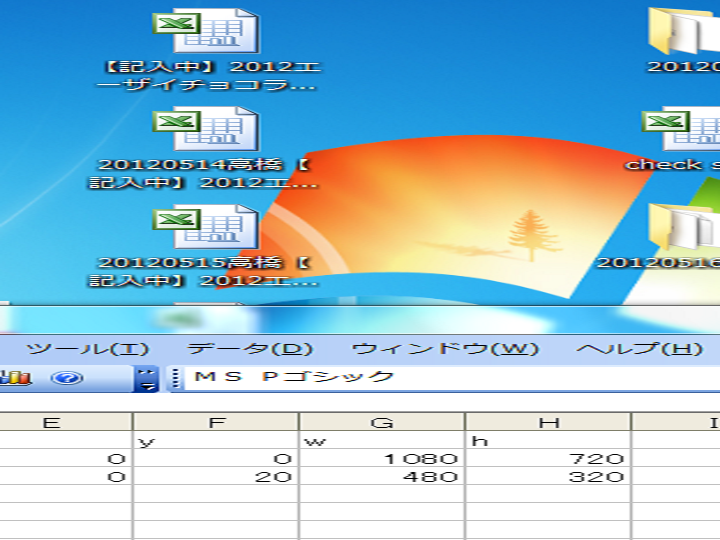 【記入中】2012エ
ーザイチョコラ...
20120514高橋【
記入中】2012エ...
20120515高橋【
記入中】2012エ...
20120
check s
20120516
ツール(T) データ(D) ウィンドウ(W) ヘルプ(H)
ＭＳ Ｐゴシック
E F G H I
y w h
0 0 1080 720
0 20 480 320